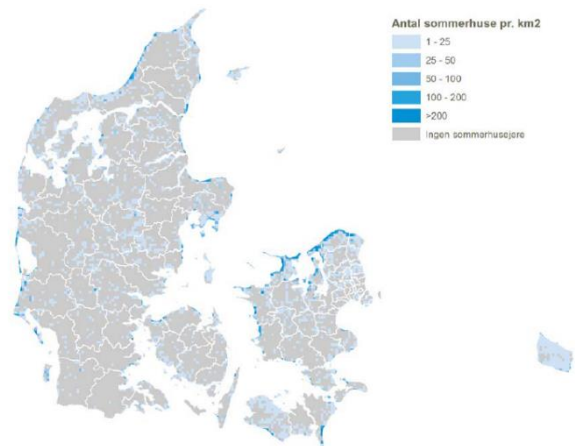 Antal sommerhuse pr. km2
1 - 25
25 - 50
50 - 100
100 - 200
>200
Ingen sommerhusejere